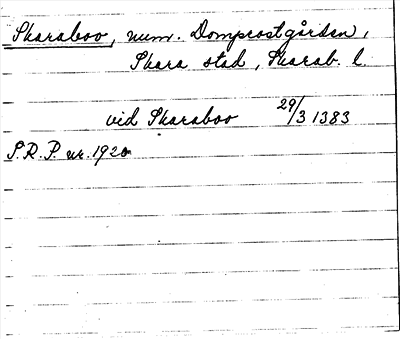 Skaraboo, num. Domprostgården,
Skara stad, Skarab. l.
vid Skaraboo 29/3 1383
S.R.P. nr. 1920